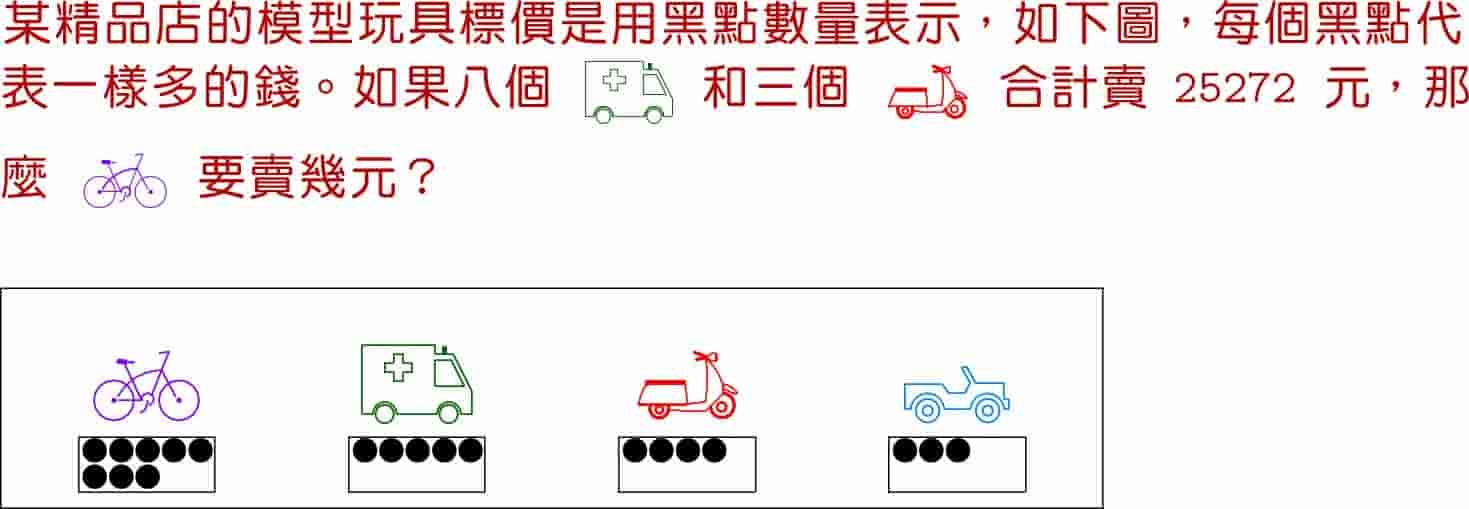 某精品店的模型玩具標價是用黑點數量表示，如下圖，每個黑點代
表一樣多的錢。如果八個 和三個 合計賣 25272 元，那
麼 要賣幾元？